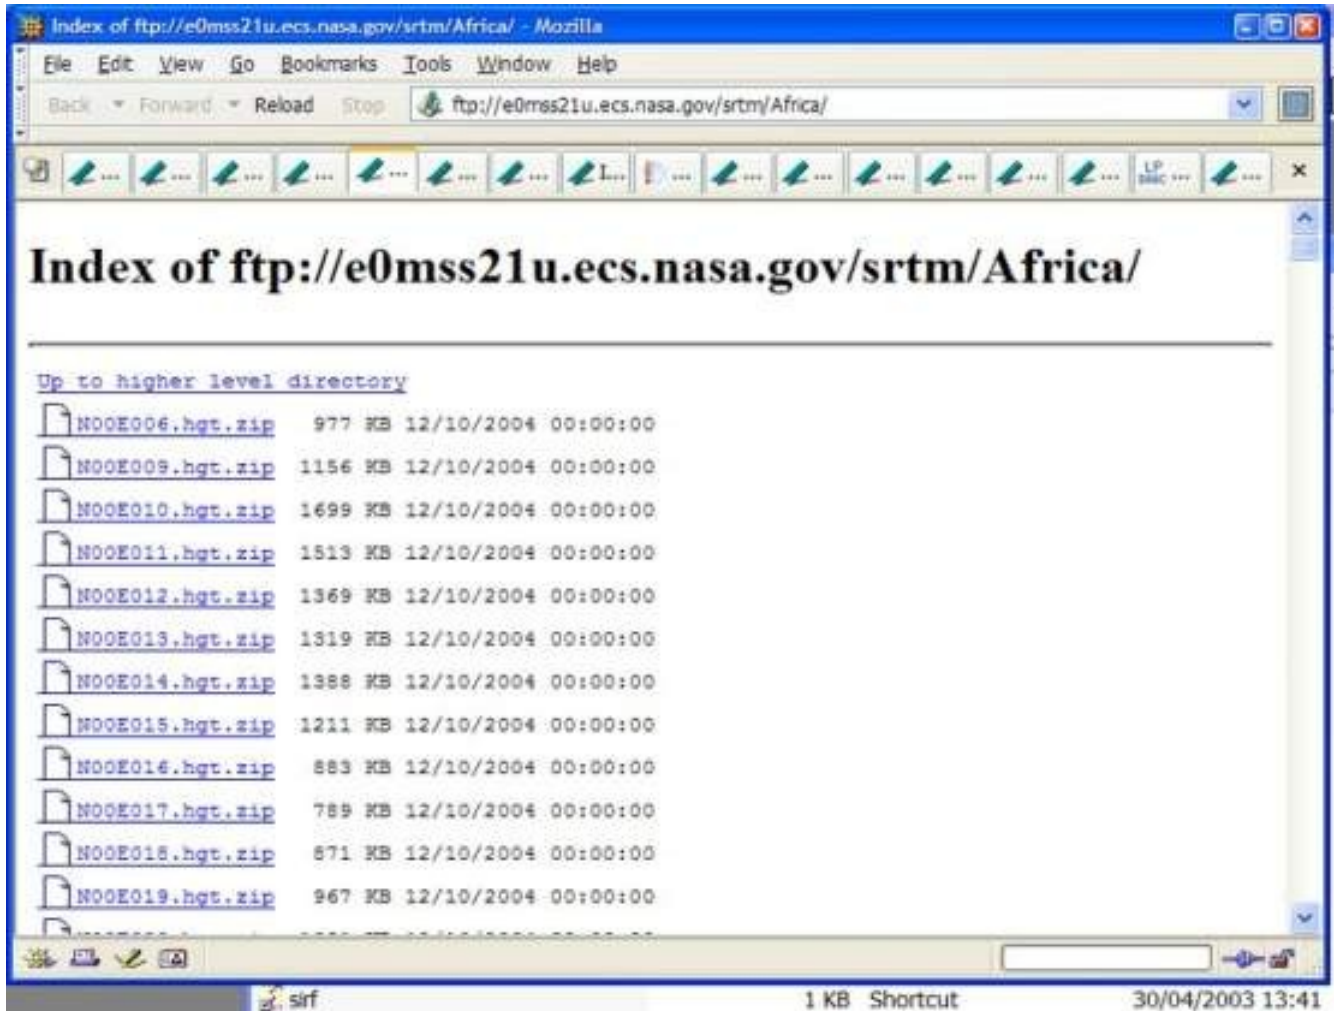 Index of ftp://e0mss21u.ecs.nasa.gov/srtm/Africa/ - Mozilla
File Edit View Go Bookmarks Tools Window Help
Back Forward Reload Stop ftp://e0mss21u.ecs.nasa.gov/srtm/Africa/
... ... ... ... ... ... ... I... ... ... ... ... ... ... ... LP ... ...
Index of ftp://e0mss21u.ecs.nasa.gov/srtm/Africa/
Up to higher level directory
N00E006.hgt.zip 977 KB 12/10/2004 00:00:00
N00E009.hgt.zip 1156 KB 12/10/2004 00:00:00
N00E010.hgt.zip 1699 KB 12/10/2004 00:00:00
N00E011.hgt.zip 1513 KB 12/10/2004 00:00:00
N00E012.hgt.zip 1369 KB 12/10/2004 00:00:00
N00E013.hgt.zip 1319 KB 12/10/2004 00:00:00
N00E014.hgt.zip 1388 KB 12/10/2004 00:00:00
N00E015.hgt.zip 1211 KB 12/10/2004 00:00:00
N00E016.hgt.zip 883 KB 12/10/2004 00:00:00
N00E017.hgt.zip 789 KB 12/10/2004 00:00:00
N00E018.hgt.zip 871 KB 12/10/2004 00:00:00
N00E019.hgt.zip 967 KB 12/10/2004 00:00:00
sirf 1 KB Shortcut 30/04/2003 13:41